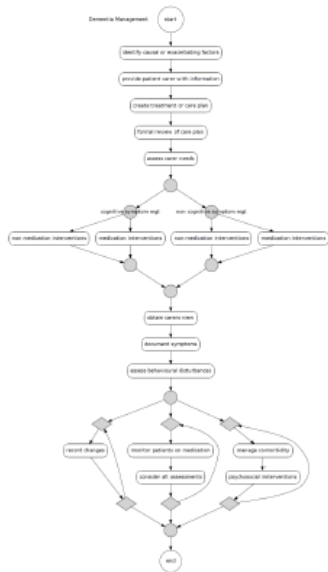 Dementia Management
start
identify causal or exacerbating factors
provide patient carer with information
create treatment or care plan
formal review of care plan
assess carer needs
cognitive symptom mgt
non cognitive symptom mgt
non medication interventions
medication interventions
non medication interventions
medication interventions
obtain carers view
document symptoms
assess behavioural disturbances
record changes
monitor patients on medication
manage comorbidity
consider alt assessments
psychosocial interventions
end